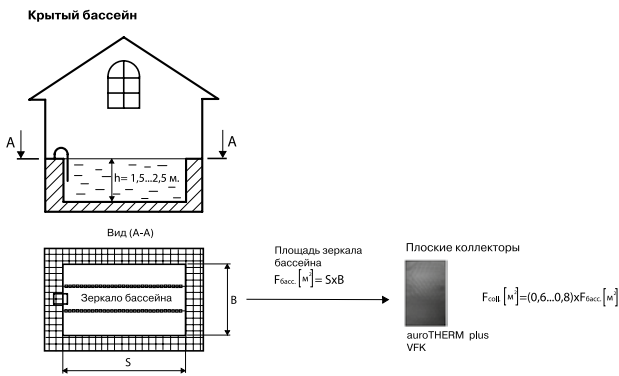 Крытый бассейн
A
A
h= 1,5...2,5 м.
Вид (A-A)
Зеркало бассейна
B
S
Площадь зеркала
бассейна
Fбасс.[м²]= SxB
Плоские коллекторы
auroTHERM plus
VFK
Fcoll.[м²]=(0,6...0,8)xFбасс.[м²]